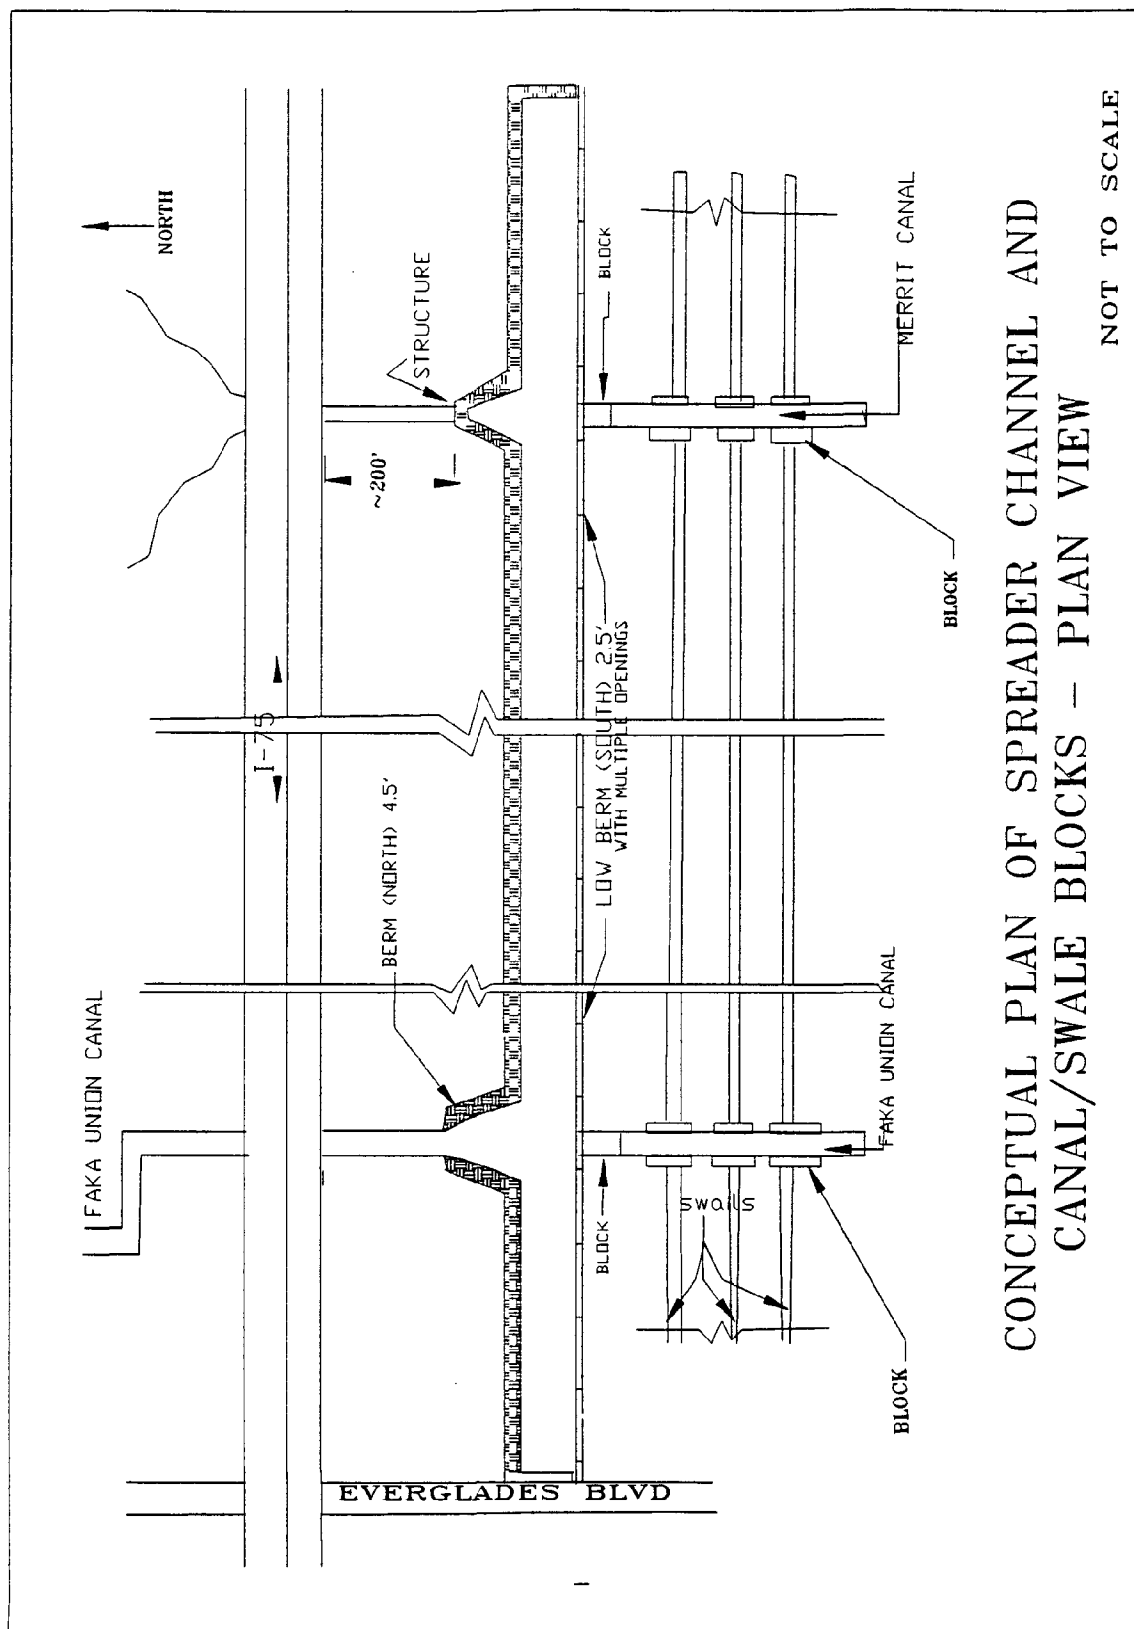 FAKA UNION CANAL
I-75
NORTH
STRUCTURE
~200'
BERM (NORTH) 4.5'
EVERGLADES BLVD
LOW BERM (SOUTH) 2.5'
WITH MULTIPLE OPENINGS
BLOCK
BLOCK
swails
FAKA UNION CANAL
MERRIT CANAL
BLOCK
BLOCK
CONCEPTUAL PLAN OF SPREADER CHANNEL AND
CANAL/SWALE BLOCKS – PLAN VIEW
NOT TO SCALE